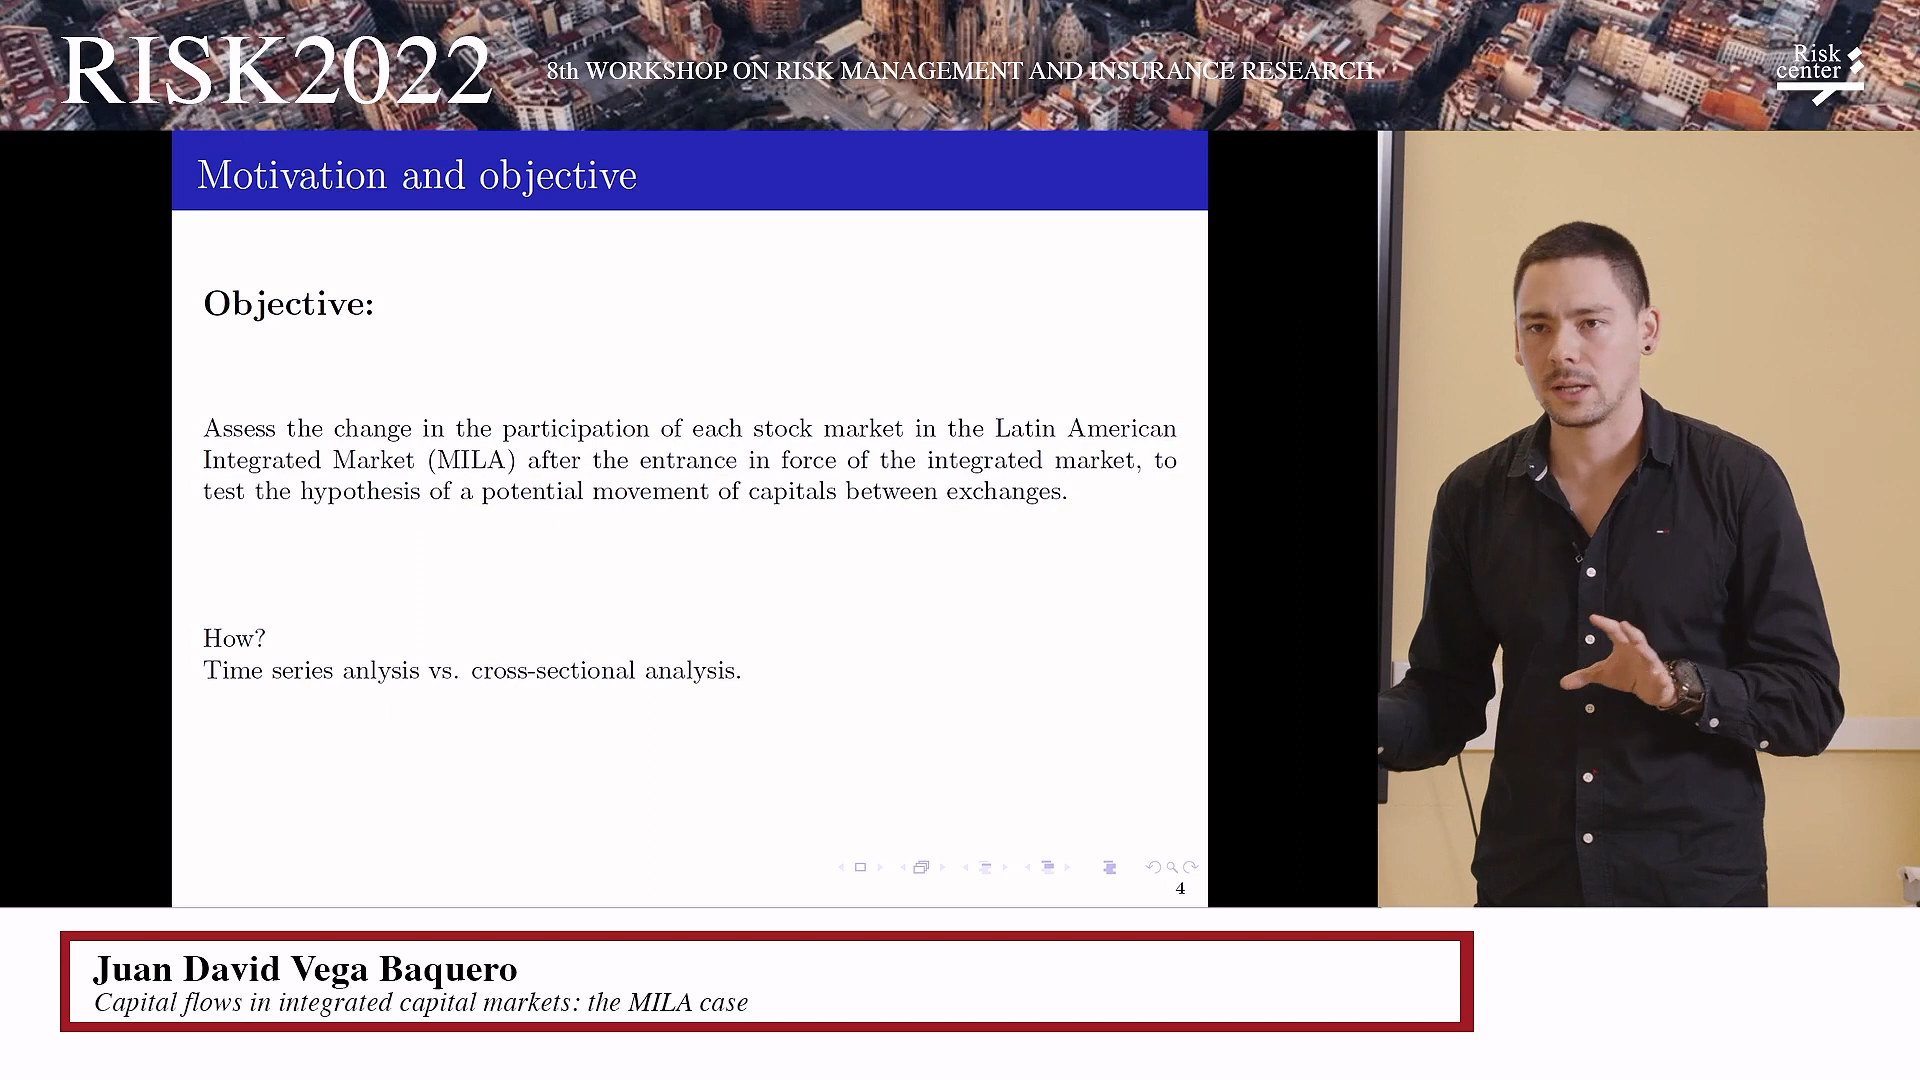 RISK2022
8th WORKSHOP ON RISK MANAGEMENT AND INSURANCE RESEARCH
Risk
center
Motivation and objective
Objective:
Assess the change in the participation of each stock market in the Latin American
Integrated Market (MILA) after the entrance in force of the integrated market, to
test the hypothesis of a potential movement of capitals between exchanges.
How?
Time series anlysis vs. cross-sectional analysis.
4
Juan David Vega Baquero
Capital flows in integrated capital markets: the MILA case